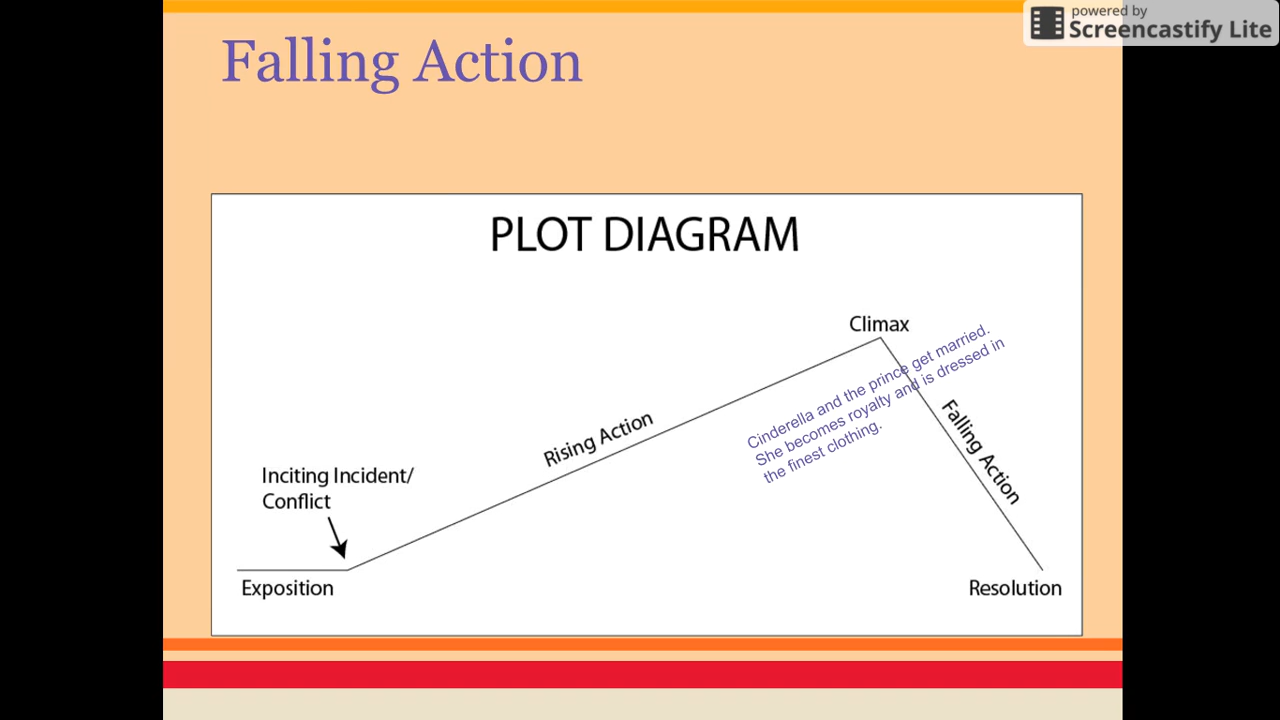 powered by
Screencastify Lite
Falling Action
PLOT DIAGRAM
Climax
Cinderella and the prince get married.
She becomes royalty and is dressed in
the finest clothing.
Rising Action
Falling Action
Inciting Incident/
Conflict
Exposition
Resolution